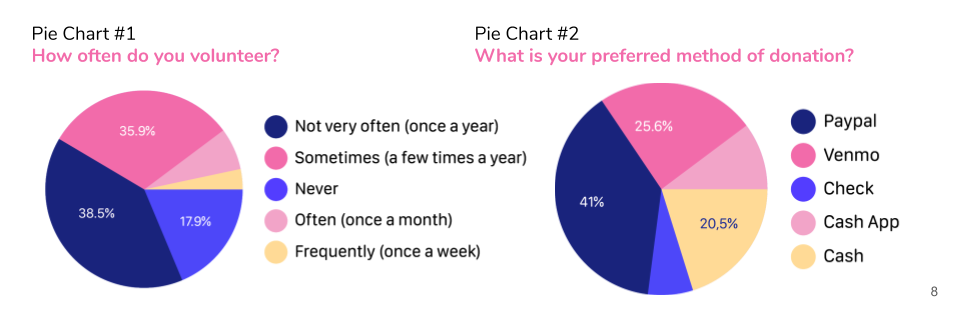 Pie Chart #1
How often do you volunteer?
35.9%
38.5%
17.9%
Not very often (once a year)
Sometimes (a few times a year)
Never
Often (once a month)
Frequently (once a week)
Pie Chart #2
What is your preferred method of donation?
25.6%
41%
20,5%
Paypal
Venmo
Check
Cash App
Cash
8